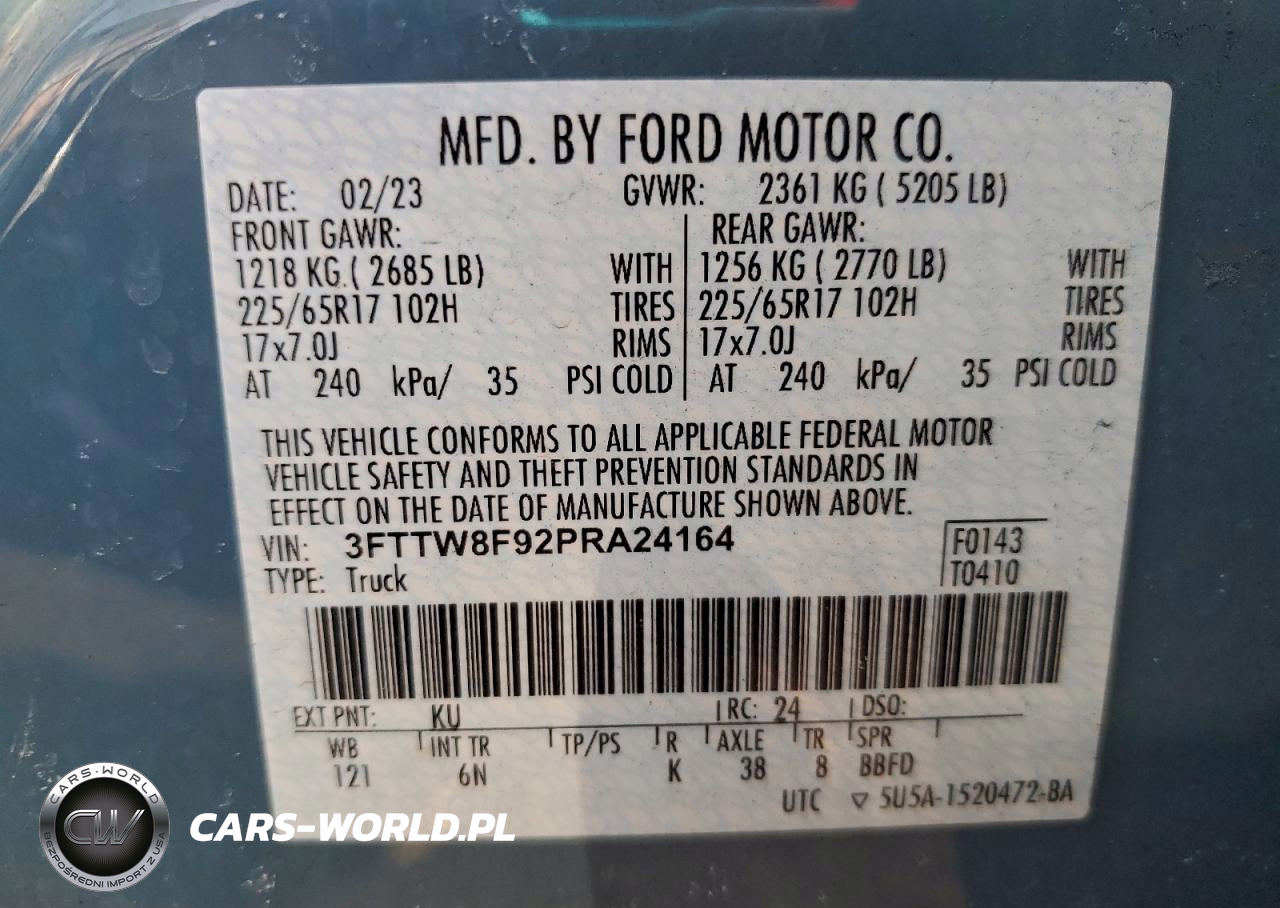 MFD. BY FORD MOTOR CO.
DATE: 02/23 GVWR: 2361 KG ( 5205 LB)
FRONT GAWR: REAR GAWR:
1218 KG ( 2685 LB) WITH 1256 KG ( 2770 LB) WITH
225/65R17 102H TIRES 225/65R17 102H TIRES
17x7.0J RIMS 17x7.0J RIMS
AT 240 kPa/ 35 PSI COLD AT 240 kPa/ 35 PSI COLD
THIS VEHICLE CONFORMS TO ALL APPLICABLE FEDERAL MOTOR
VEHICLE SAFETY AND THEFT PREVENTION STANDARDS IN
EFFECT ON THE DATE OF MANUFACTURE SHOWN ABOVE.
VIN: 3FTTW8F92PRA24164 F0143
TYPE: Truck T0410
EXT PNT: KU RC: 24 DSO:
WB INT TR TP/PS R AXLE TR SPR
121 6N K 38 8 BBFD
UTC ▽ 5U5A-1520472-BA
CARS-WORLD
CW
BEZPOŚREDNI IMPORT Z USA
CARS-WORLD.PL